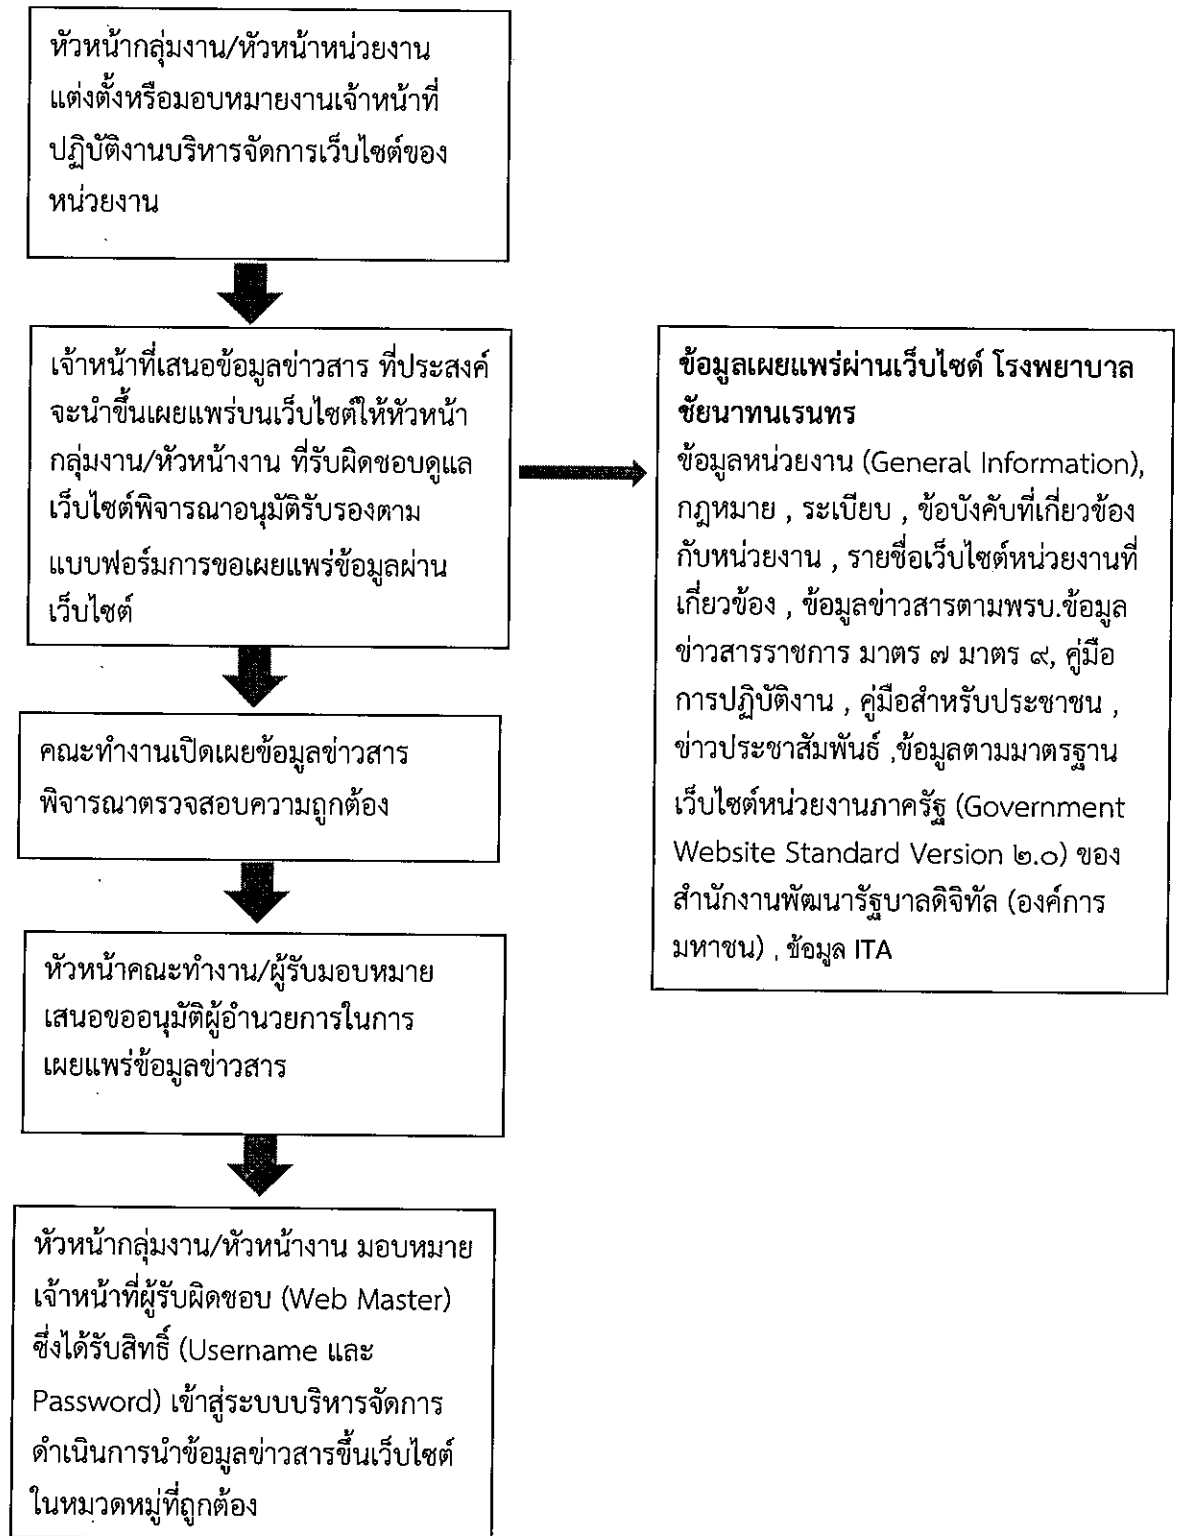 หัวหน้ากลุ่มงาน/หัวหน้าหน่วยงาน
แต่งตั้งหรือมอบหมายงานเจ้าหน้าที่
ปฏิบัติงานบริหารจัดการเว็บไซต์ของ
หน่วยงาน
เจ้าหน้าที่เสนอข้อมูลข่าวสาร ที่ประสงค์
จะนำขึ้นเผยแพร่บนเว็บไซต์ให้หัวหน้า
กลุ่มงาน/หัวหน้างาน ที่รับผิดชอบดูแล
เว็บไซต์พิจารณาอนุมัติรับรองตาม
แบบฟอร์มการขอเผยแพร่ข้อมูลผ่าน
เว็บไซต์
ข้อมูลเผยแพร่ผ่านเว็บไซด์ โรงพยาบาล
ชัยนาทนเรนทร
ข้อมูลหน่วยงาน (General Information),
กฎหมาย , ระเบียบ , ข้อบังคับที่เกี่ยวข้อง
กับหน่วยงาน , รายชื่อเว็บไซต์หน่วยงานที่
เกี่ยวข้อง , ข้อมูลข่าวสารตามพรบ.ข้อมูล
ข่าวสารราชการ มาตร ๗ มาตร ๙, คู่มือ
การปฏิบัติงาน , คู่มือสำหรับประชาชน ,
ข่าวประชาสัมพันธ์ ,ข้อมูลตามมาตรฐาน
เว็บไซต์หน่วยงานภาครัฐ (Government
Website Standard Version ๒.๐) ของ
สำนักงานพัฒนารัฐบาลดิจิทัล (องค์การ
มหาชน) , ข้อมูล ITA
คณะทำงานเปิดเผยข้อมูลข่าวสาร
พิจารณาตรวจสอบความถูกต้อง
หัวหน้าคณะทำงาน/ผู้รับมอบหมาย
เสนอขออนุมัติผู้อำนวยการในการ
เผยแพร่ข้อมูลข่าวสาร
หัวหน้ากลุ่มงาน/หัวหน้างาน มอบหมาย
เจ้าหน้าที่ผู้รับผิดชอบ (Web Master)
ซึ่งได้รับสิทธิ์ (Username และ
Password) เข้าสู่ระบบบริหารจัดการ
ดำเนินการนำข้อมูลข่าวสารขึ้นเว็บไซต์
ในหมวดหมู่ที่ถูกต้อง